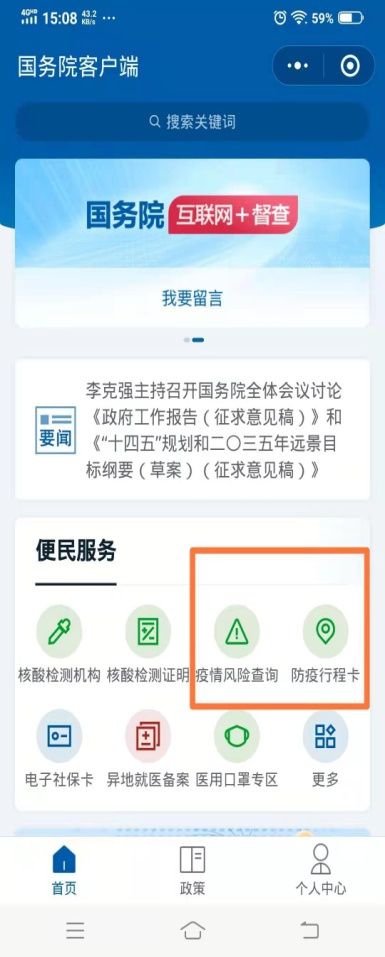 4GHD 15:08 43.2 KB/s ... 59%
国务院客户端
搜索关键词
国务院 互联网+督查
我要留言
要闻
李克强主持召开国务院全体会议讨论
《政府工作报告（征求意见稿）》和
《“十四五”规划和二〇三五年远景目
标纲要（草案）（征求意见稿）》
便民服务
核酸检测机构 核酸检测证明 疫情风险查询 防疫行程卡
电子社保卡 异地就医备案 医用口罩专区 更多
首页 政策 个人中心